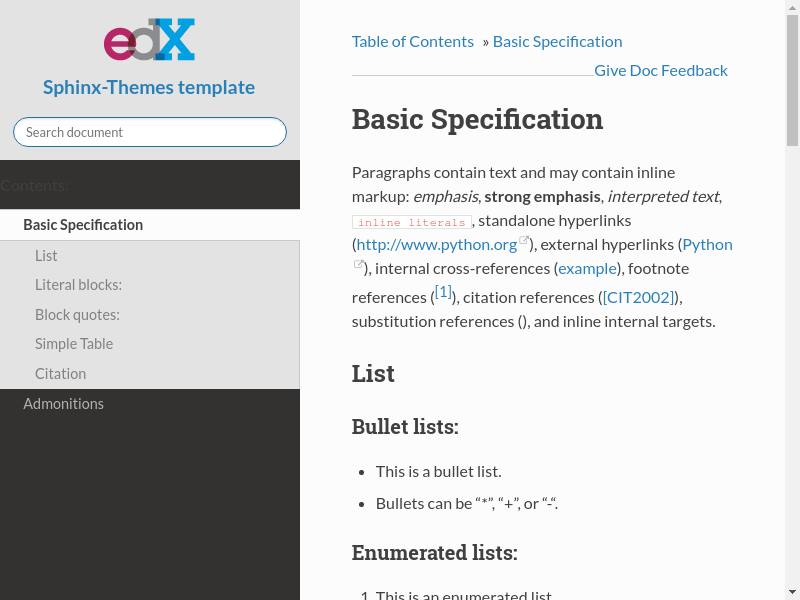 edX
Sphinx-Themes template
Search document
Contents:
Basic Specification
List
Literal blocks:
Block quotes:
Simple Table
Citation
Admonitions
Table of Contents » Basic Specification
Give Doc Feedback
Basic Specification
Paragraphs contain text and may contain inline
markup: emphasis, strong emphasis, interpreted text,
inline literals, standalone hyperlinks
(http://www.python.org), external hyperlinks (Python
), internal cross-references (example), footnote
references ([1]), citation references ([CIT2002]),
substitution references (), and inline internal targets.
List
Bullet lists:
• This is a bullet list.
• Bullets can be “*”, “+”, or “-“.
Enumerated lists:
1. This is an enumerated list.